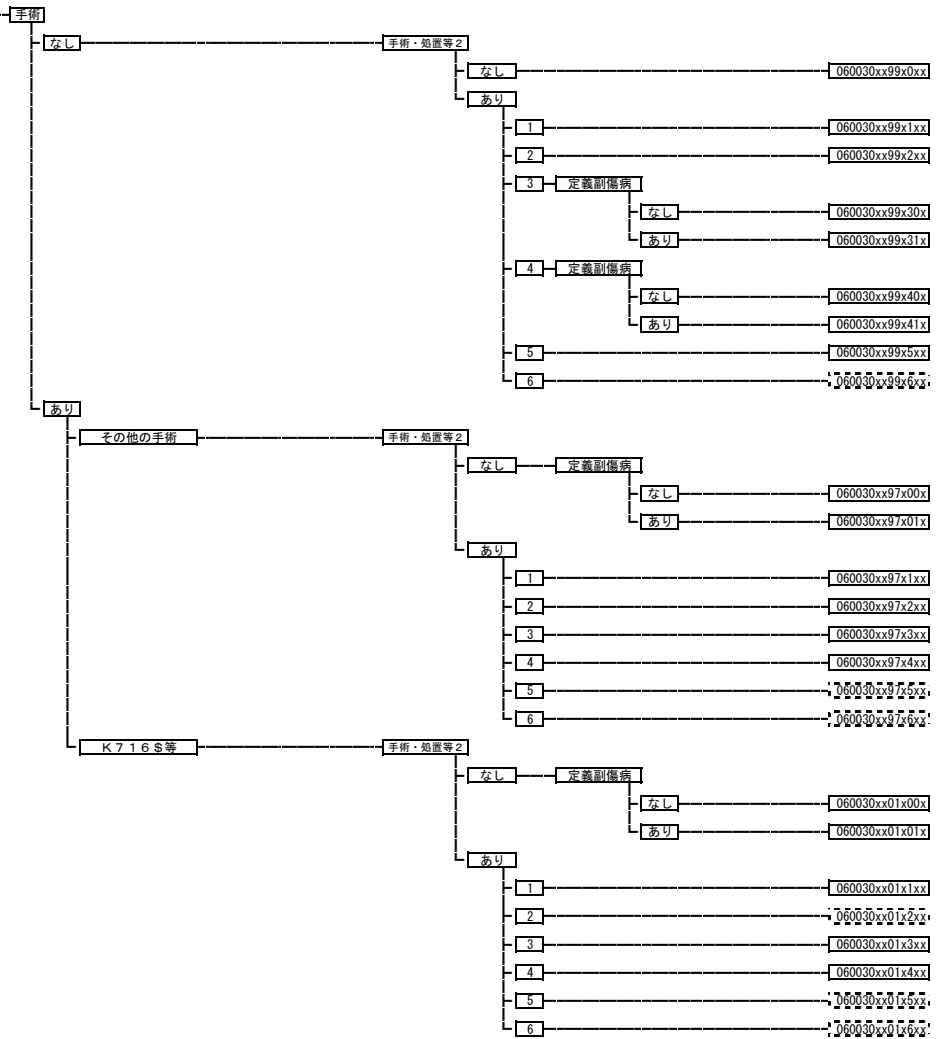 手術
なし 手術・処置等2
なし 060030xx99x0xx
あり
1 060030xx99x1xx
2 060030xx99x2xx
3 定義副傷病
なし 060030xx99x30x
あり 060030xx99x31x
4 定義副傷病
なし 060030xx99x40x
あり 060030xx99x41x
5 060030xx99x5xx
6 060030xx99x6xx
あり
その他の手術 手術・処置等2
なし 定義副傷病
なし 060030xx97x00x
あり 060030xx97x01x
あり
1 060030xx97x1xx
2 060030xx97x2xx
3 060030xx97x3xx
4 060030xx97x4xx
5 060030xx97x5xx
6 060030xx97x6xx
K716$等 手術・処置等2
なし 定義副傷病
なし 060030xx01x00x
あり 060030xx01x01x
あり
1 060030xx01x1xx
2 060030xx01x2xx
3 060030xx01x3xx
4 060030xx01x4xx
5 060030xx01x5xx
6 060030xx01x6xx